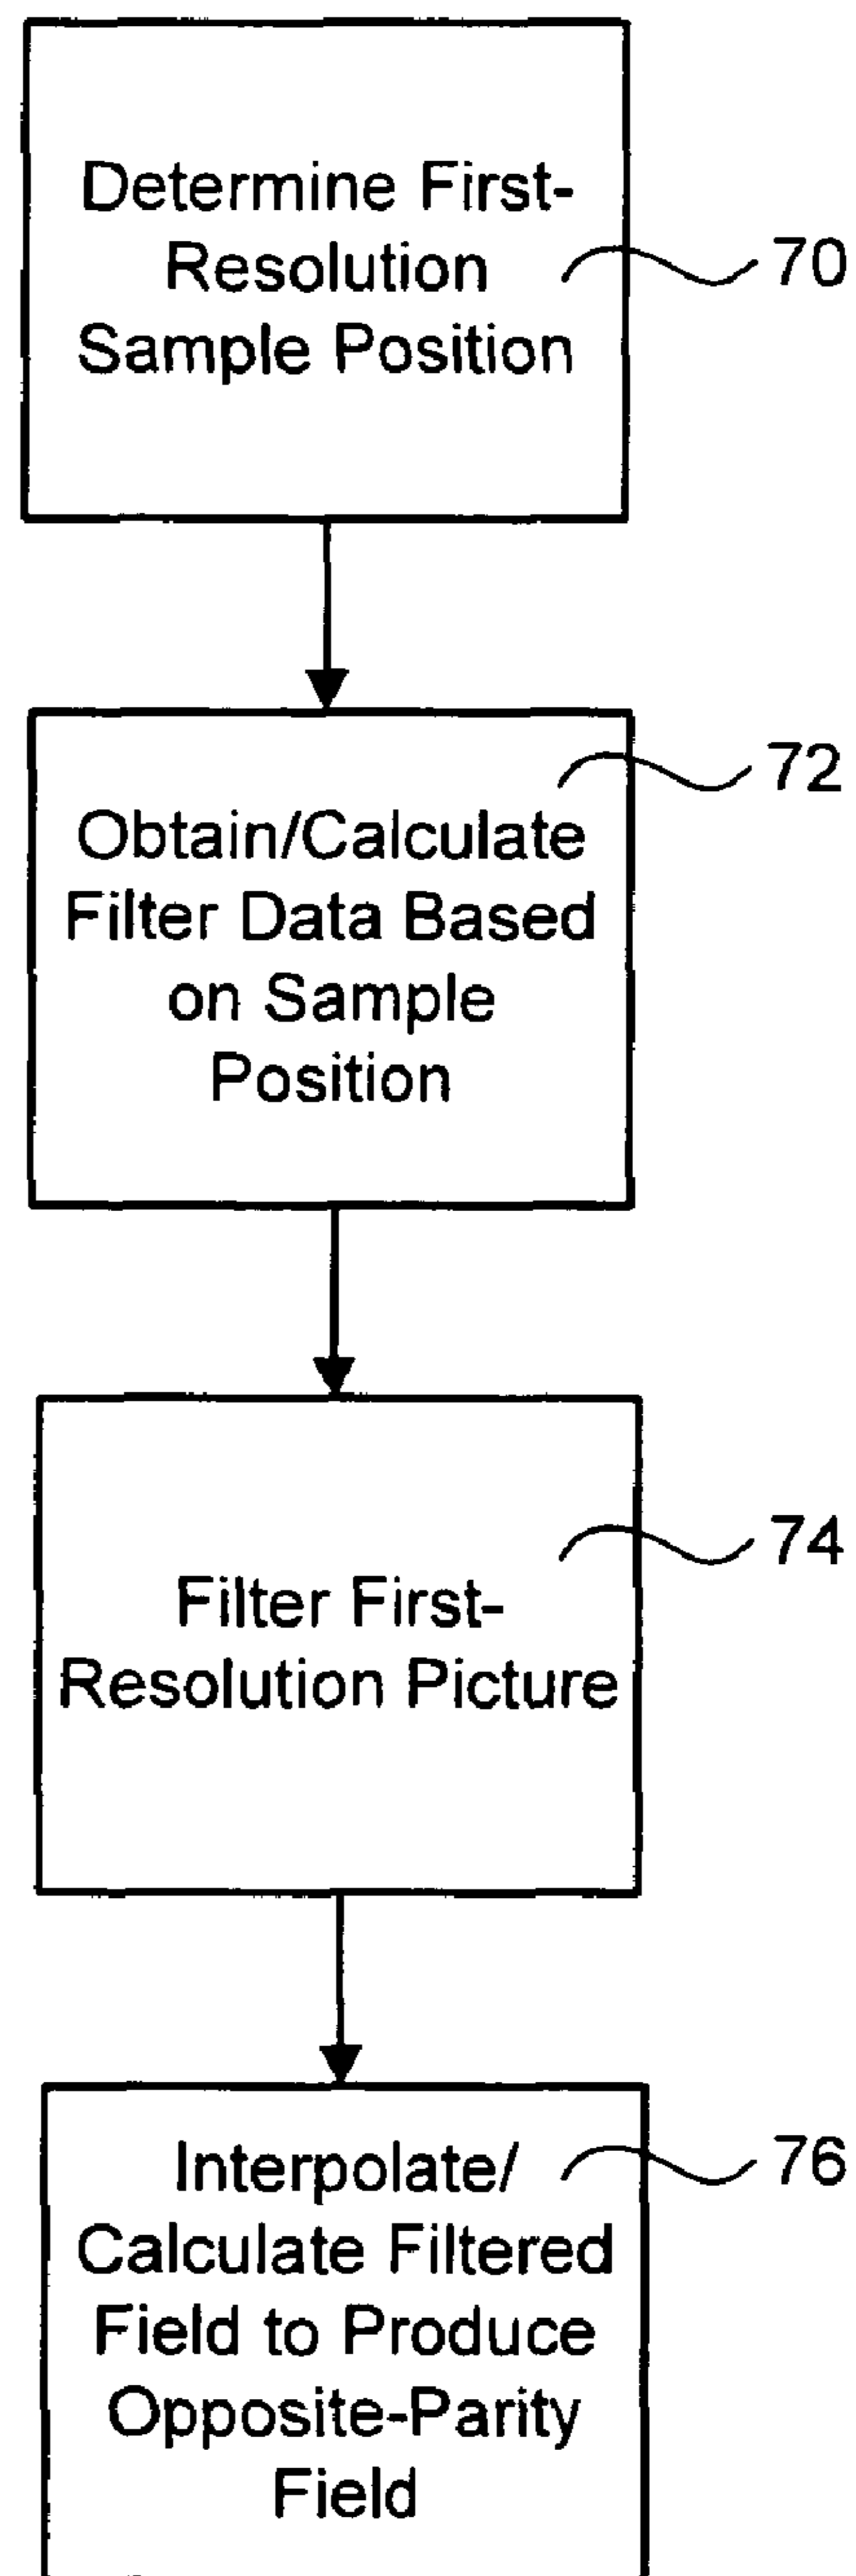 Determine First-
Resolution
Sample Position
70
72
Obtain/Calculate
Filter Data Based
on Sample
Position
74
Filter First-
Resolution Picture
76
Interpolate/
Calculate Filtered
Field to Produce
Opposite-Parity
Field